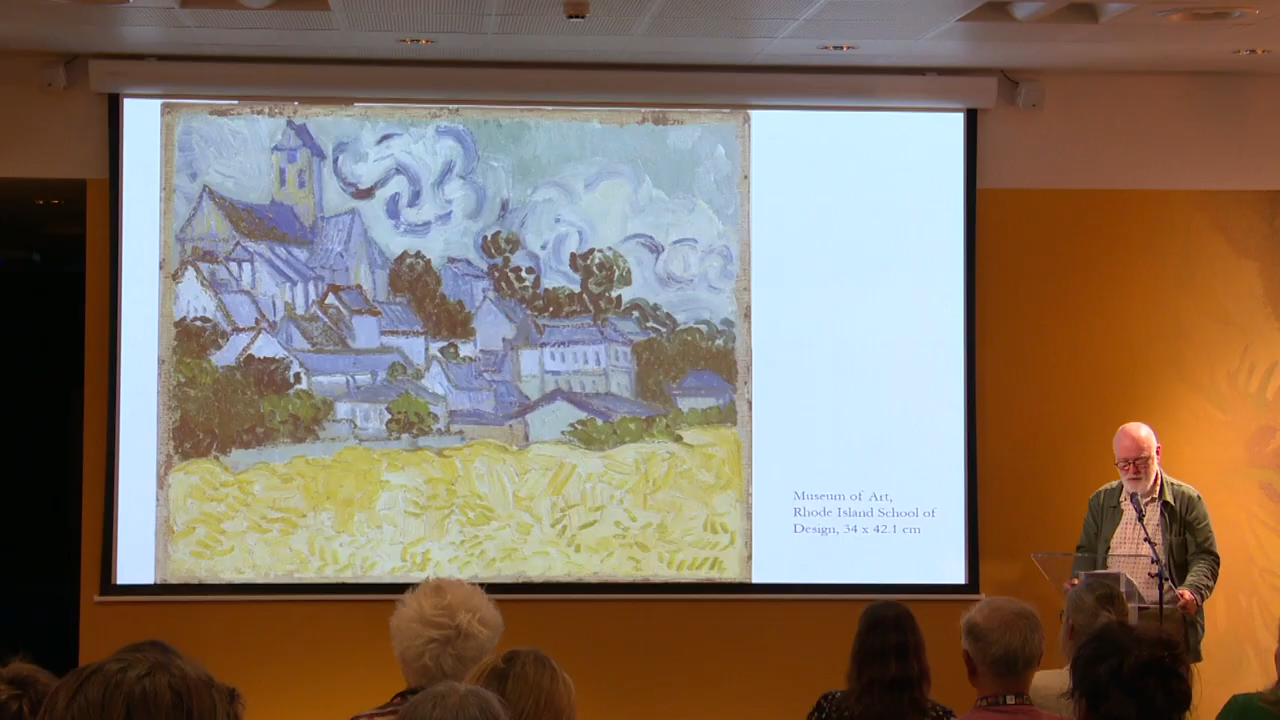 Museum of Art,
Rhode Island School of
Design, 34 x 42.1 cm